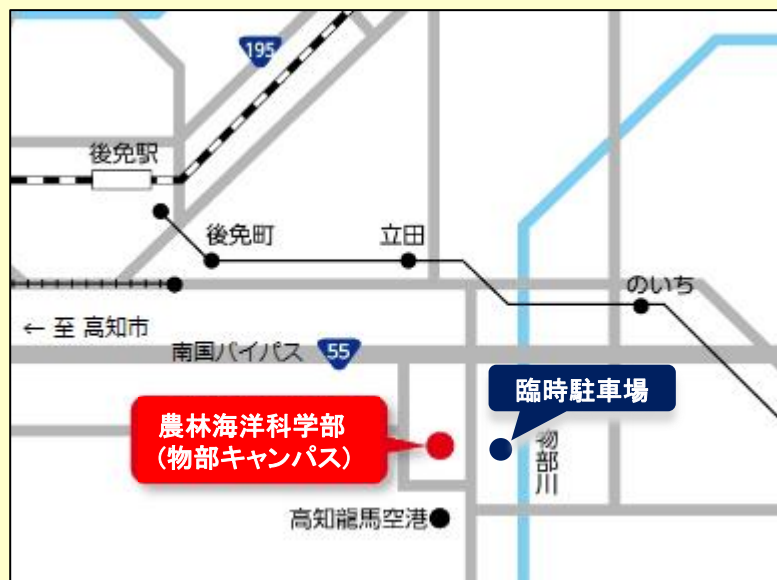 195
後免駅
後免町
立田
のいち
← 至 高知市
南国バイパス
55
臨時駐車場
農林海洋科学部
(物部キャンパス)
物部川
高知龍馬空港